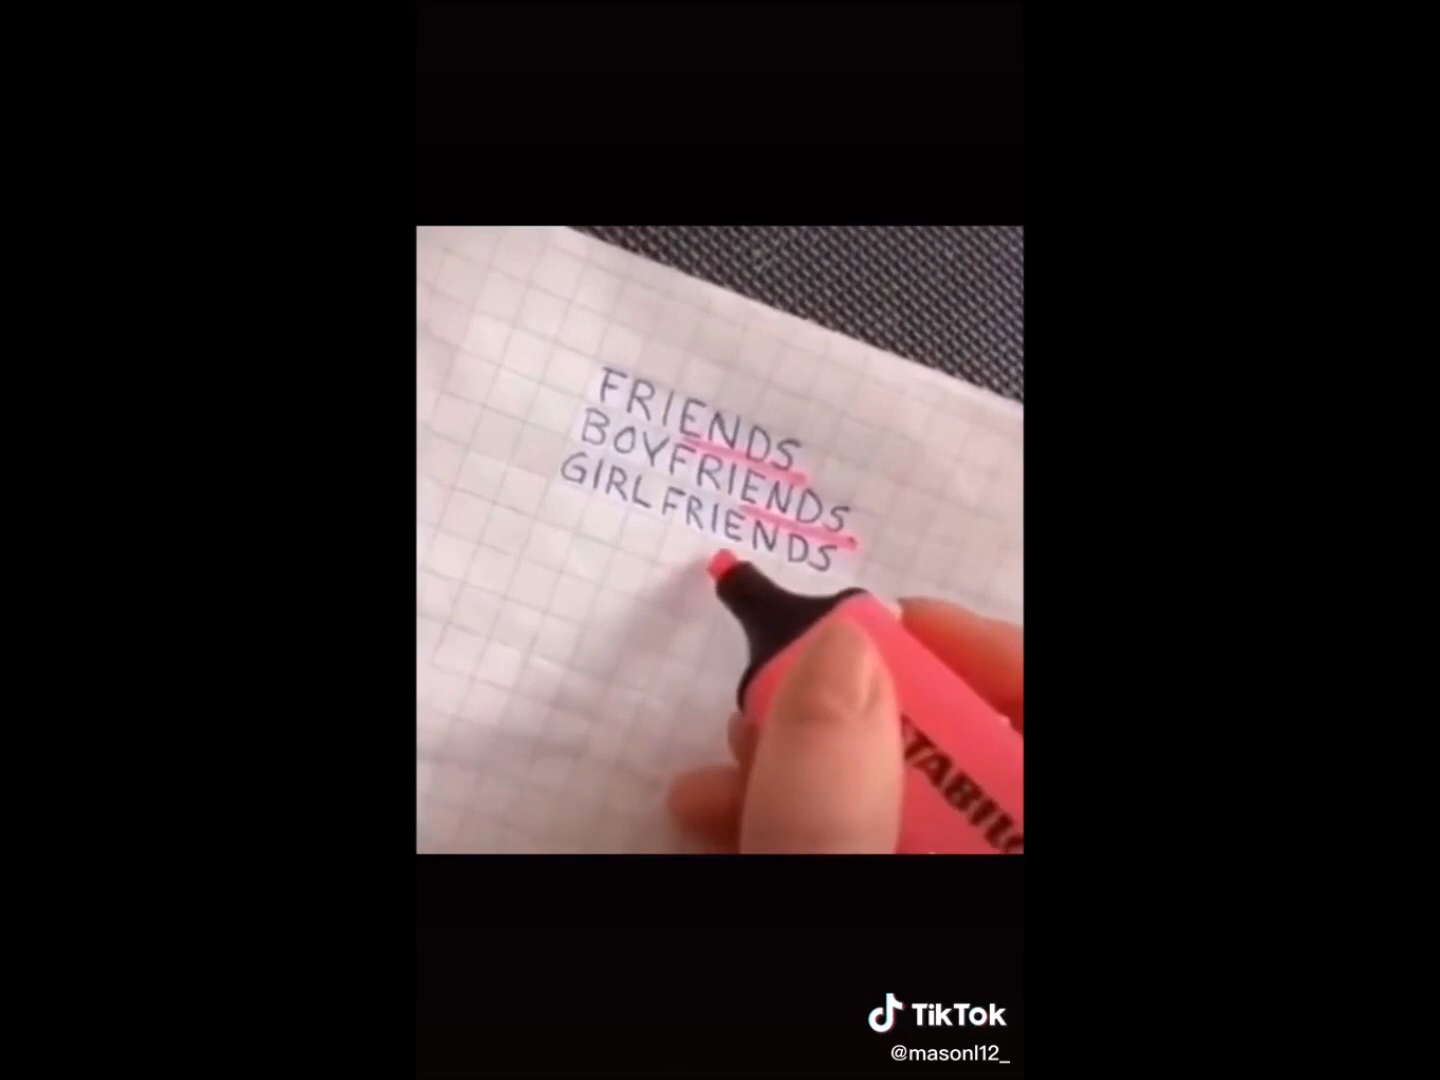 FRIENDS
BOYFRIENDS
GIRLFRIENDS
STABILO
TikTok
@masonl12_